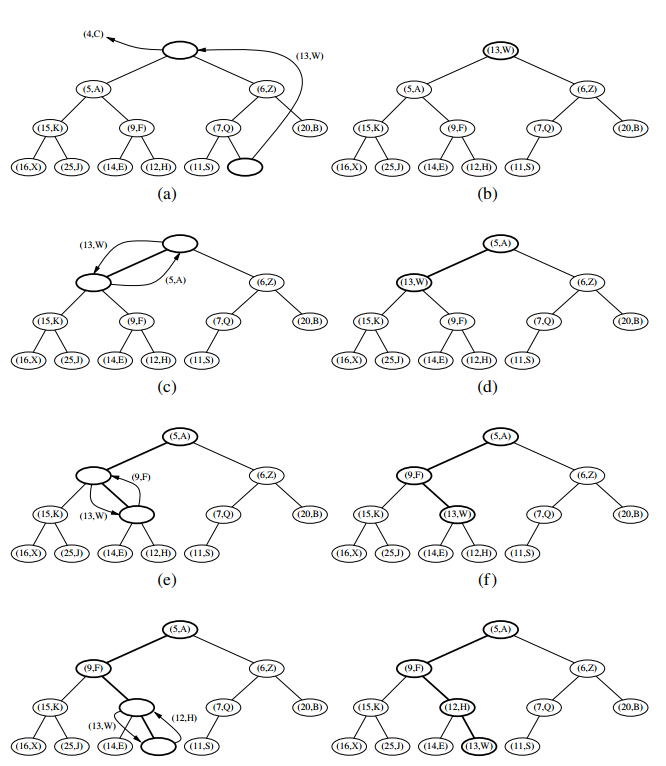 (4,C) (13,W) (13,W)
(5,A) (6,Z) (5,A) (6,Z)
(15,K) (9,F) (7,Q) (20,B) (15,K) (9,F) (7,Q) (20,B)
(16,X) (25,J) (14,E) (12,H) (11,S) (16,X) (25,J) (14,E) (12,H) (11,S)
(a) (b)
(13,W) (5,A) (5,A)
(6,Z) (13,W) (6,Z)
(15,K) (9,F) (7,Q) (20,B) (15,K) (9,F) (7,Q) (20,B)
(16,X) (25,J) (14,E) (12,H) (11,S) (16,X) (25,J) (14,E) (12,H) (11,S)
(c) (d)
(5,A) (5,A)
(9,F) (6,Z) (9,F) (6,Z)
(15,K) (13,W) (7,Q) (20,B) (15,K) (13,W) (7,Q) (20,B)
(16,X) (25,J) (14,E) (12,H) (11,S) (16,X) (25,J) (14,E) (12,H) (11,S)
(e) (f)
(5,A) (5,A)
(9,F) (6,Z) (9,F) (6,Z)
(15,K) (13,W) (12,H) (7,Q) (20,B) (15,K) (12,H) (7,Q) (20,B)
(16,X) (25,J) (14,E) (11,S) (16,X) (25,J) (14,E) (13,W) (11,S)